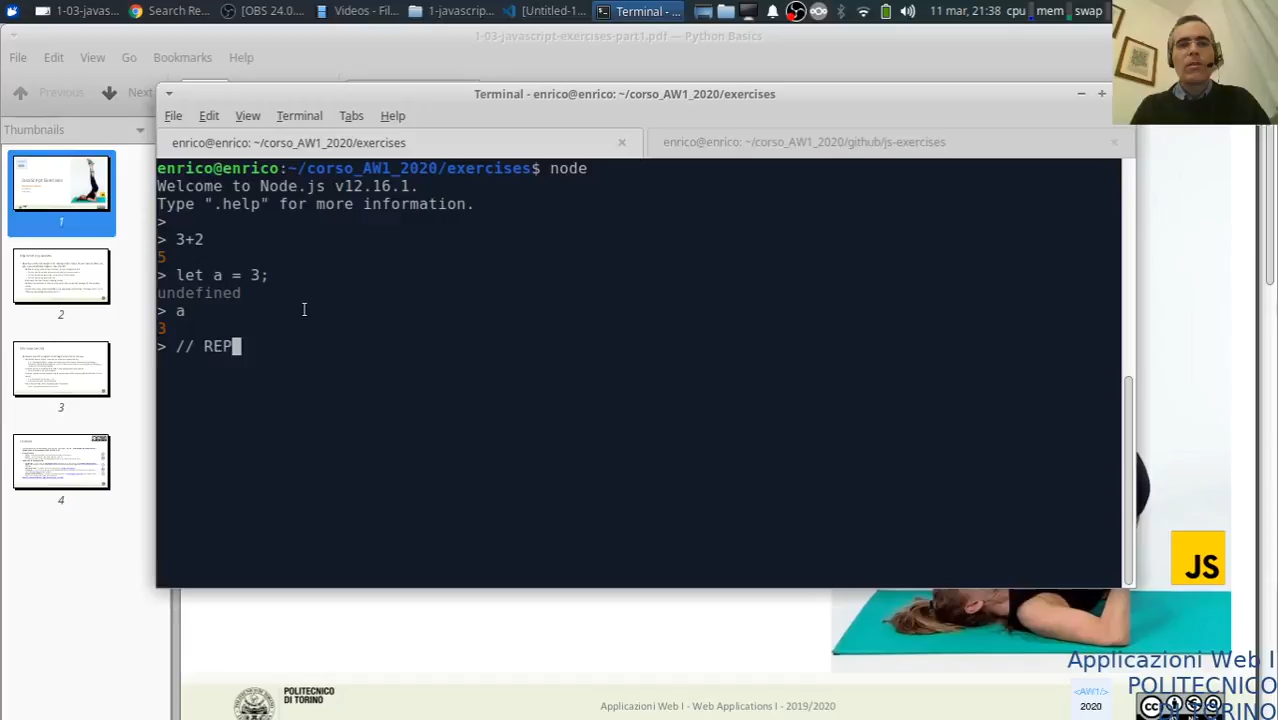 1-03-javas...
Search Re...
[OBS 24.0....
Videos - Fil...
1-javascrip...
[Untitled-1...
Terminal - ...
11 mar, 21:38
cpu
mem
swap
1-03-javascript-exercises-part1.pdf — Python Basics
File Edit View Go Bookmarks Help
Previous Next
Thumbnails
1
2
3
4
Terminal - enrico@enrico: ~/corso_AW1_2020/exercises
File Edit View Terminal Tabs Help
enrico@enrico: ~/corso_AW1_2020/exercises
enrico@enrico: ~/corso_AW1_2020/github/js-exercises
enrico@enrico:~/corso_AW1_2020/exercises$ node
Welcome to Node.js v12.16.1.
Type ".help" for more information.
>
> 3+2
5
> let a = 3;
undefined
> a
3
> // REP
JS
POLITECNICO
DI TORINO
Applicazioni Web I - Web Applications I - 2019/2020
<AW1/>
2020
Applicazioni Web I
POLITECNICO
DI TORINO